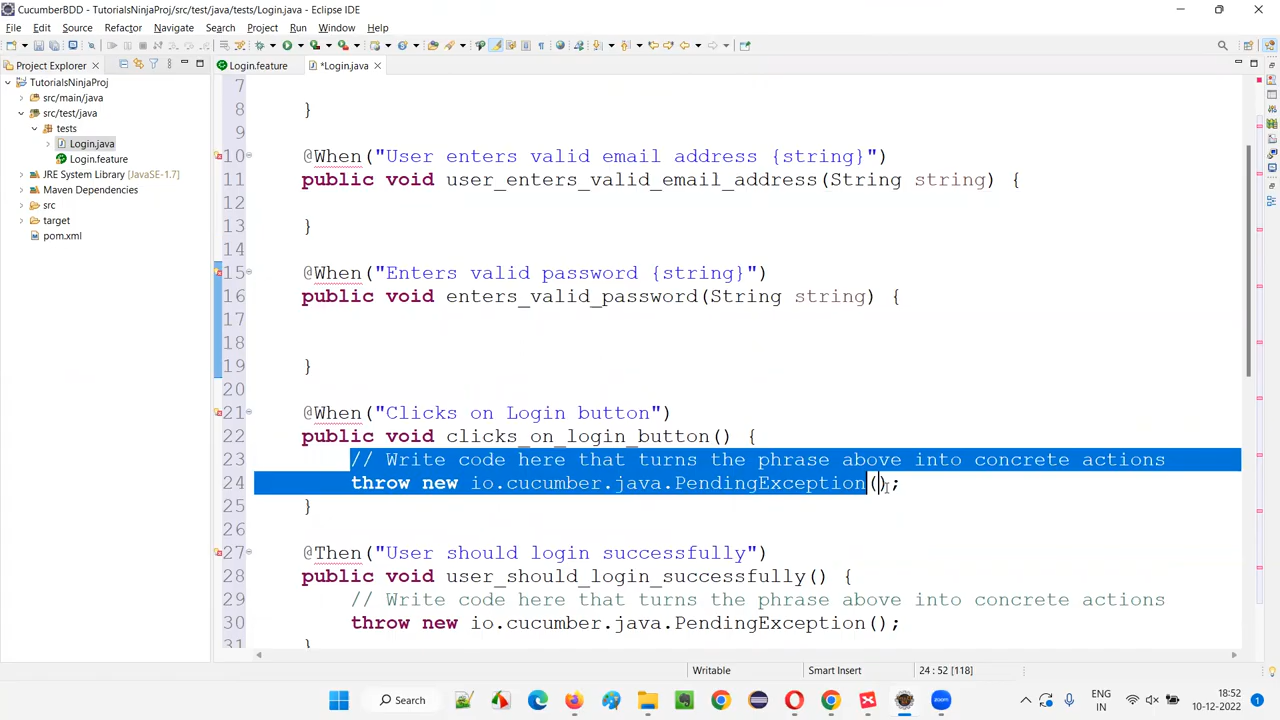 CucumberBDD - TutorialsNinjaProj/src/test/java/tests/Login.java - Eclipse IDE
File Edit Source Refactor Navigate Search Project Run Window Help
Project Explorer
Login.feature
*Login.java
TutorialsNinjaProj
src/main/java
src/test/java
tests
Login.java
Login.feature
JRE System Library [JavaSE-1.7]
Maven Dependencies
src
target
pom.xml
7
8 }
9
10 @When("User enters valid email address {string}")
11 public void user_enters_valid_email_address(String string) {
12
13 }
14
15 @When("Enters valid password {string}")
16 public void enters_valid_password(String string) {
17
18
19 }
20
21 @When("Clicks on Login button")
22 public void clicks_on_login_button() {
23 // Write code here that turns the phrase above into concrete actions
24 throw new io.cucumber.java.PendingException();
25 }
26
27 @Then("User should login successfully")
28 public void user_should_login_successfully() {
29 // Write code here that turns the phrase above into concrete actions
30 throw new io.cucumber.java.PendingException();
31 }
Writable
Smart Insert
24 : 52 [118]
Search
ENG
IN
18:52
10-12-2022
1